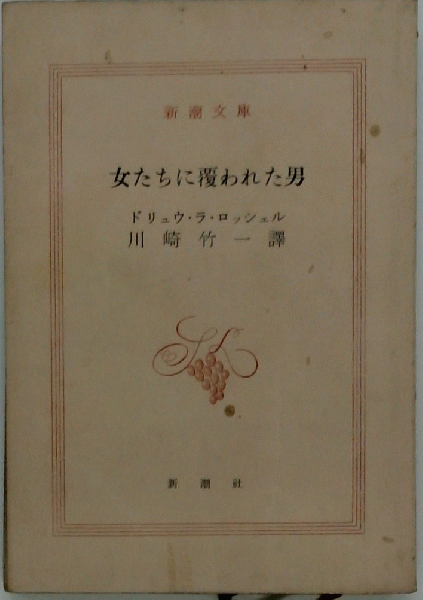 新潮文庫
女たちに覆われた男
ドリュウ・ラ・ロッシェル
川崎竹一譯
新潮社